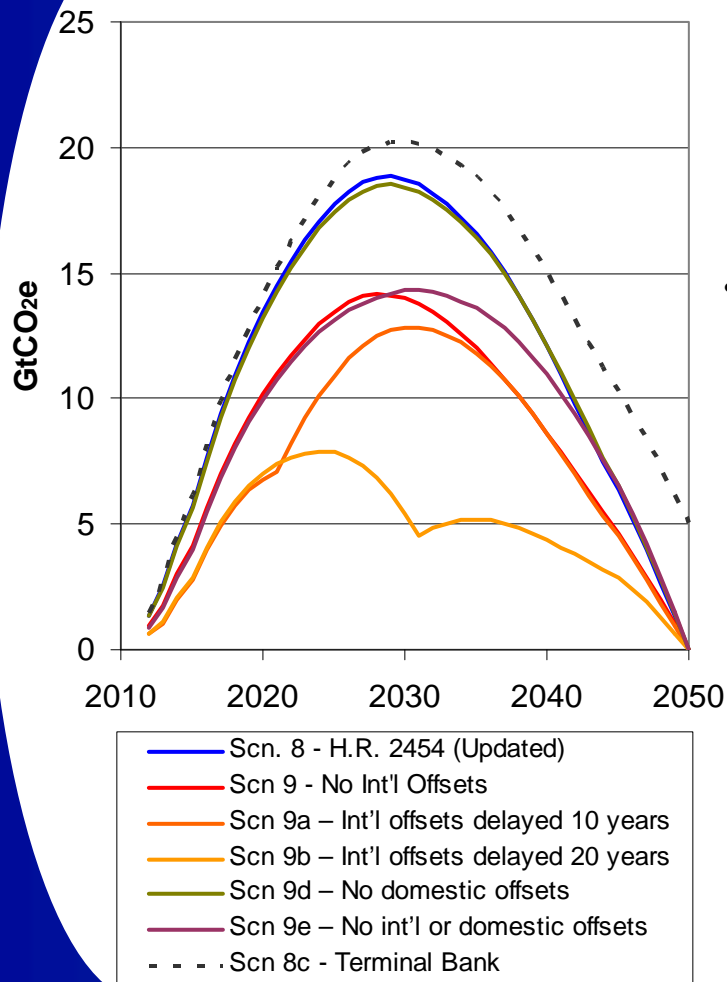 25
20
15
10
5
0
GtCO2e
2010 2020 2030 2040 2050
Scn. 8 - H.R. 2454 (Updated)
Scn 9 - No Int'l Offsets
Scn 9a – Int'l offsets delayed 10 years
Scn 9b – Int'l offsets delayed 20 years
Scn 9d – No domestic offsets
Scn 9e – No int'l or domestic offsets
Scn 8c - Terminal Bank